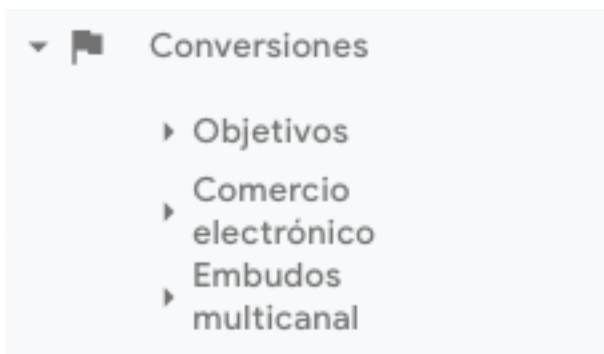 Conversiones
Objetivos
Comercio
electrónico
Embudos
multicanal